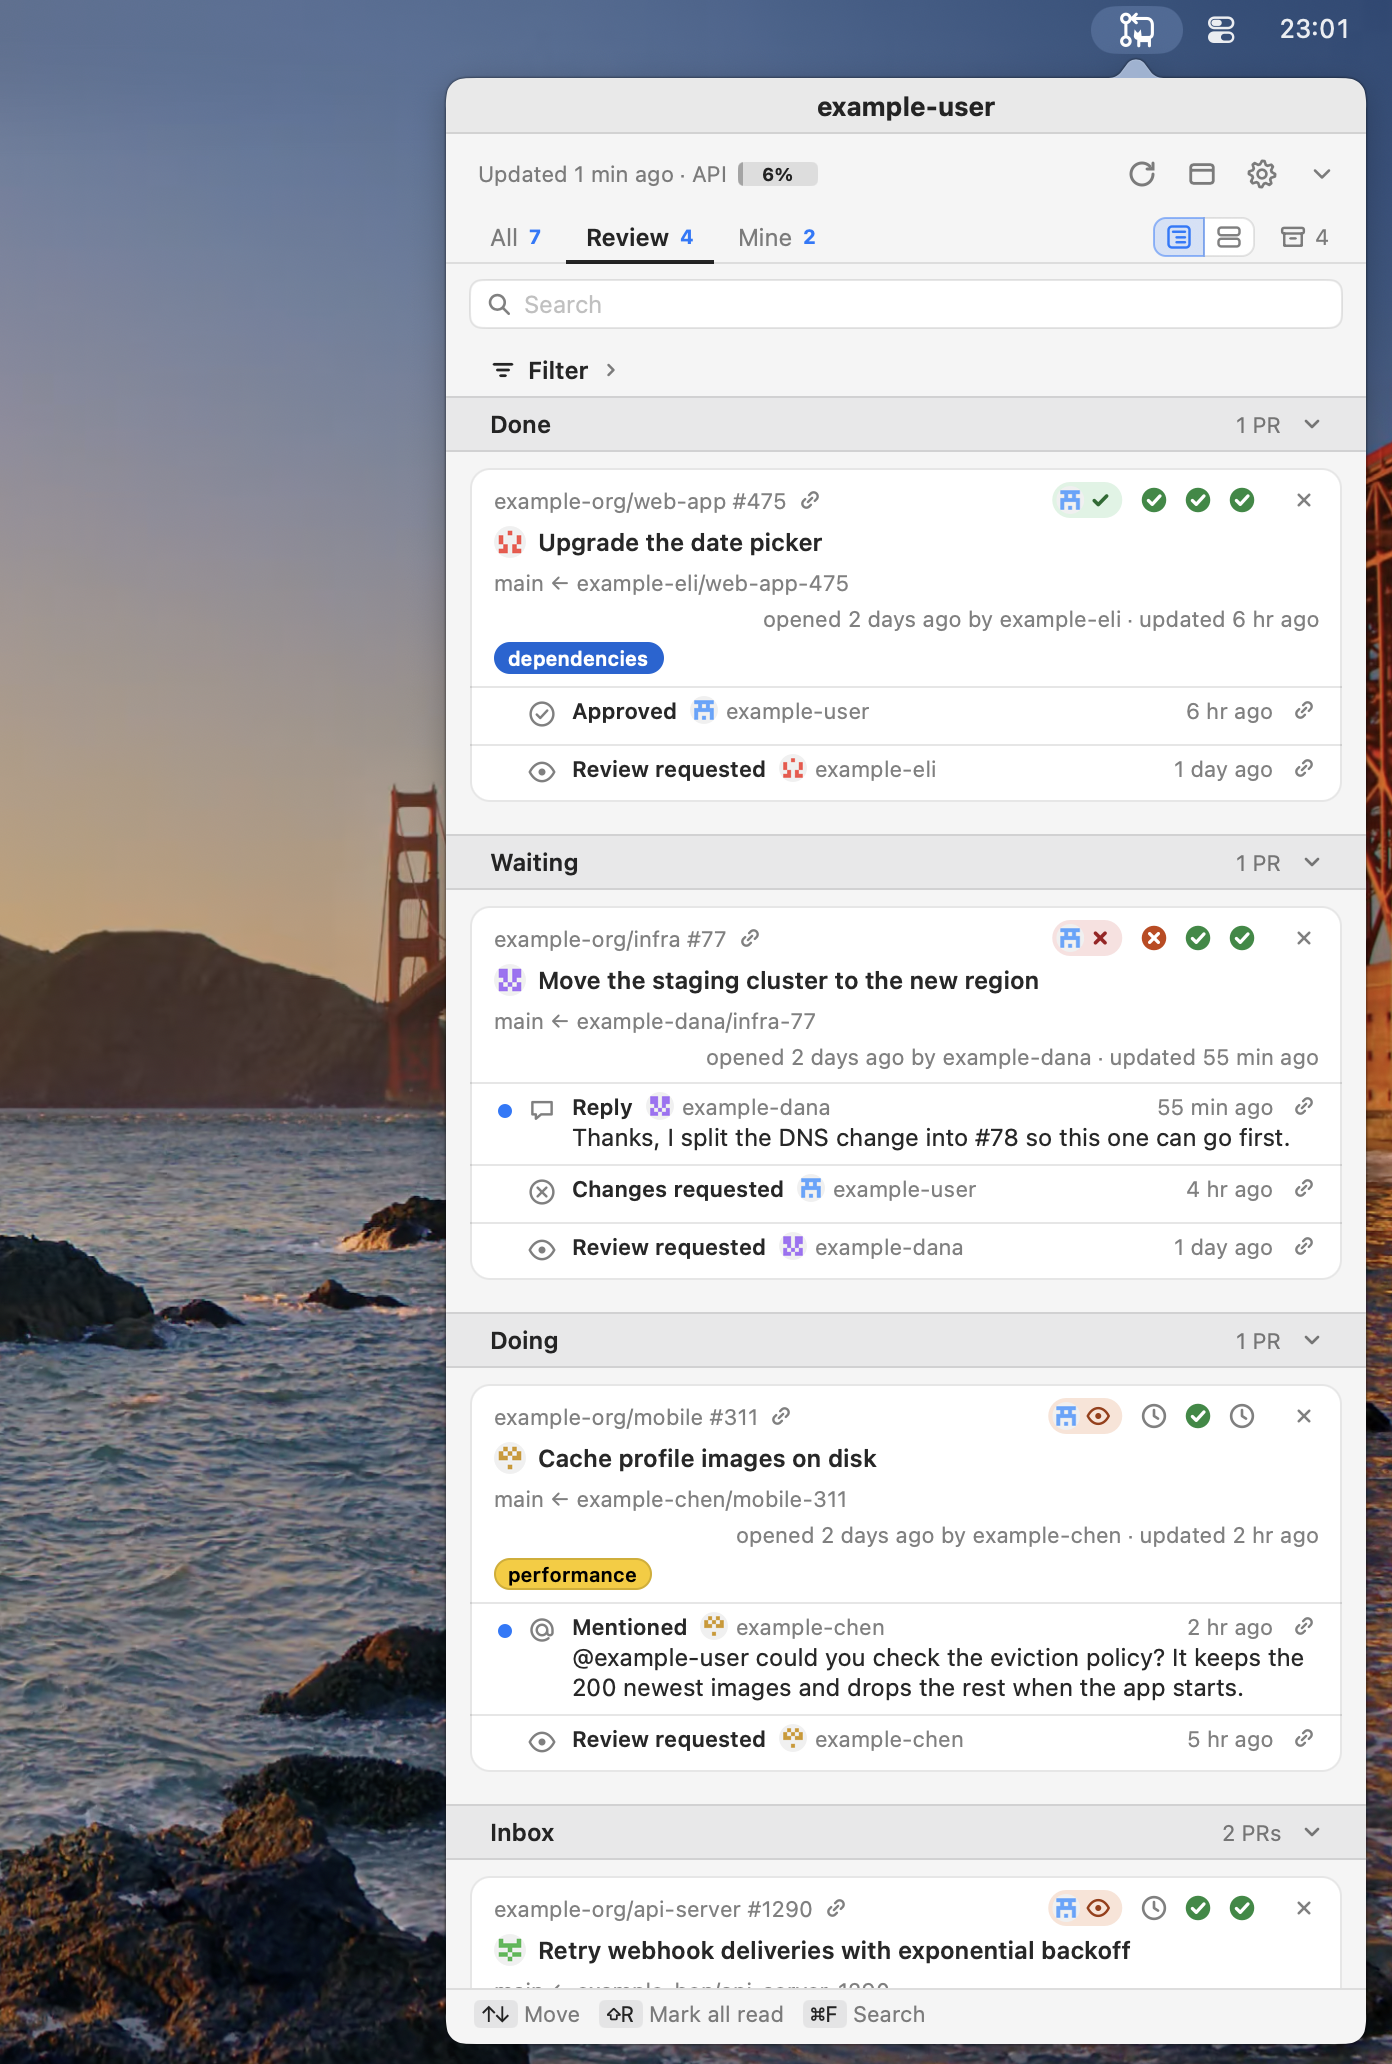 23:01
example-user
Updated 1 min ago · API 6%
All 7 Review 4 Mine 2 4
Search
Filter
Done 1 PR
example-org/web-app #475
Upgrade the date picker
main ← example-eli/web-app-475
opened 2 days ago by example-eli · updated 6 hr ago
dependencies
Approved example-user 6 hr ago
Review requested example-eli 1 day ago
Waiting 1 PR
example-org/infra #77
Move the staging cluster to the new region
main ← example-dana/infra-77
opened 2 days ago by example-dana · updated 55 min ago
Reply example-dana 55 min ago
Thanks, I split the DNS change into #78 so this one can go first.
Changes requested example-user 4 hr ago
Review requested example-dana 1 day ago
Doing 1 PR
example-org/mobile #311
Cache profile images on disk
main ← example-chen/mobile-311
opened 2 days ago by example-chen · updated 2 hr ago
performance
Mentioned example-chen 2 hr ago
@example-user could you check the eviction policy? It keeps the
200 newest images and drops the rest when the app starts.
Review requested example-chen 5 hr ago
Inbox 2 PRs
example-org/api-server #1290
Retry webhook deliveries with exponential backoff
↑↓ Move ⇧R Mark all read ⌘F Search